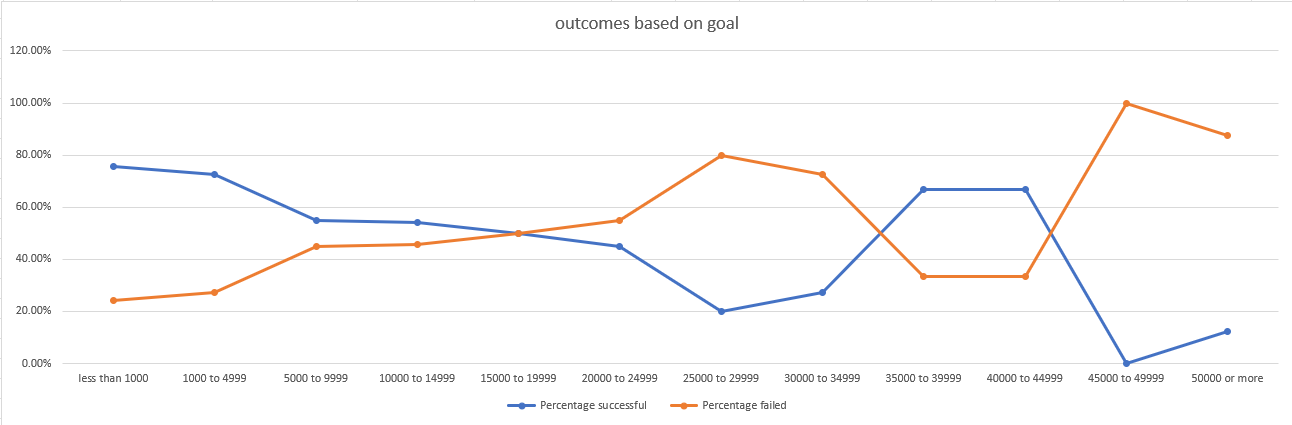 outcomes based on goal
120.00%
100.00%
80.00%
60.00%
40.00%
20.00%
0.00%
less than 1000 1000 to 4999 5000 to 9999 10000 to 14999 15000 to 19999 20000 to 24999 25000 to 29999 30000 to 34999 35000 to 39999 40000 to 44999 45000 to 49999 50000 or more
Percentage successful Percentage failed